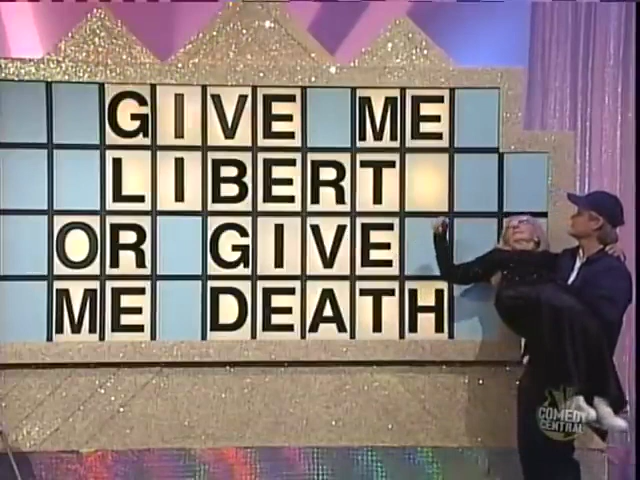 GIVE ME
LIBERT
OR GIVE
ME DEATH
COMEDY
CENTRAL